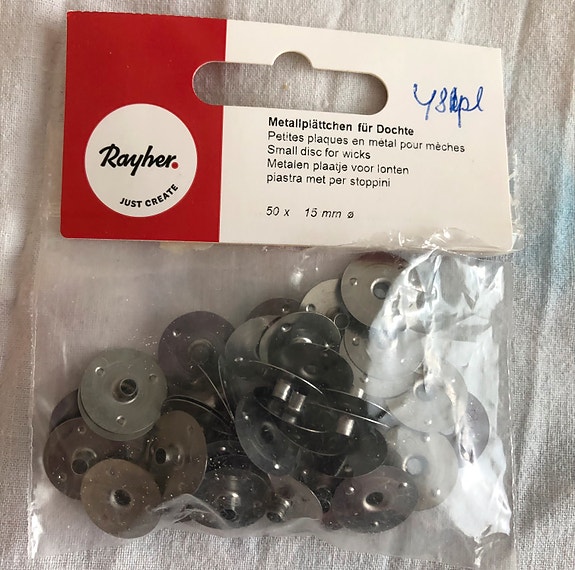 Rayher.
JUST CREATE
Metallplättchen für Dochte
Petites plaques en métal pour mèches
Small disc for wicks
Metalen plaatje voor lonten
piastra met per stoppini
50 x 15 mm ø